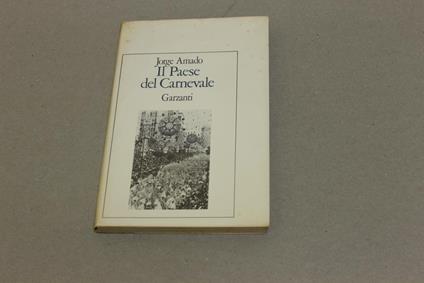 Jorge Amado
Il Paese
del Carnevale
Garzanti